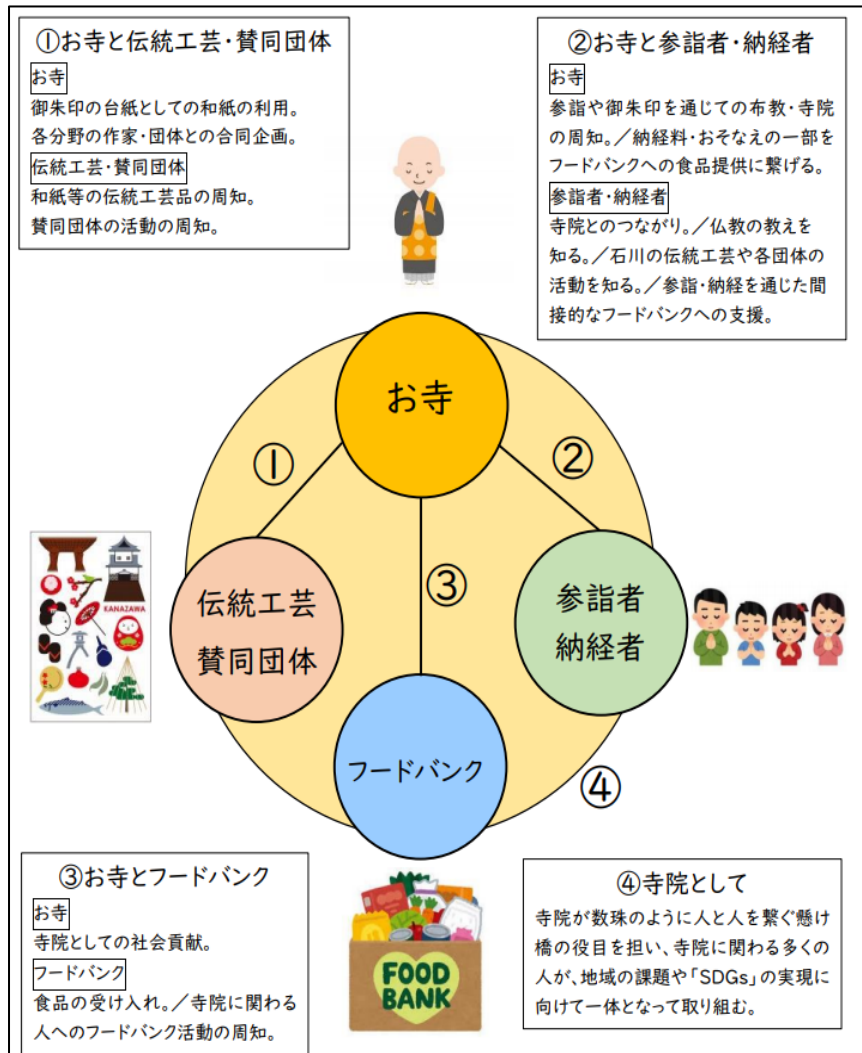 ①お寺と伝統工芸・賛同団体
お寺
御朱印の台紙としての和紙の利用。
各分野の作家・団体との合同企画。
伝統工芸・賛同団体
和紙等の伝統工芸品の周知。
賛同団体の活動の周知。
②お寺と参詣者・納経者
お寺
参詣や御朱印を通じての布教・寺院
の周知。／納経料・おそなえの一部を
フードバンクへの食品提供に繋げる。
参詣者・納経者
寺院とのつながり。／仏教の教えを
知る。／石川の伝統工芸や各団体の
活動を知る。／参詣・納経を通じた間
接的なフードバンクへの支援。
お寺
①
②
③
伝統工芸
賛同団体
参詣者
納経者
フードバンク
④
KANAZAWA
③お寺とフードバンク
お寺
寺院としての社会貢献。
フードバンク
食品の受け入れ。／寺院に関わる
人へのフードバンク活動の周知。
FOOD
BANK
④寺院として
寺院が数珠のように人と人を繋ぐ懸け
橋の役目を担い、寺院に関わる多くの
人が、地域の課題や「SDGs」の実現に
向けて一体となって取り組む。